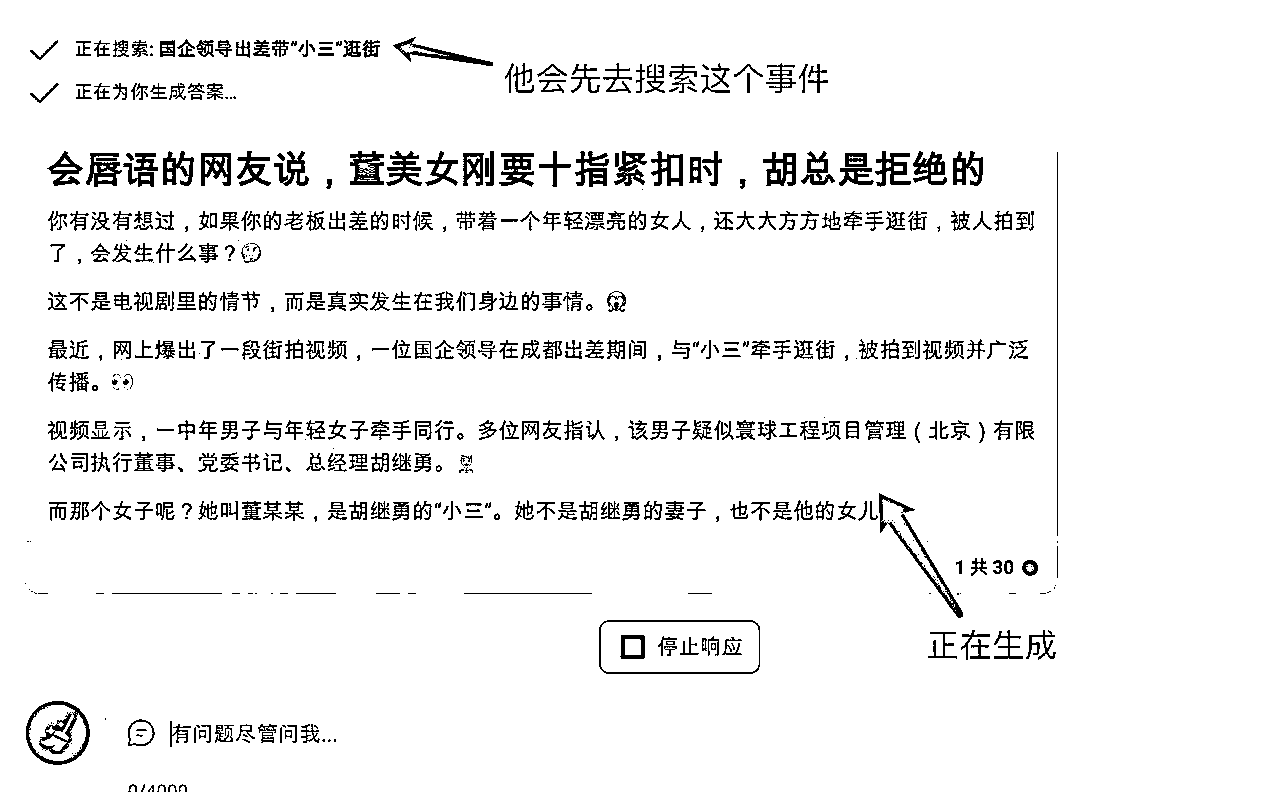 正在搜索: 国企领导出差带“小三”逛街
他会先去搜索这个事件
正在为你生成答案...
会唇语的网友说，董美女刚要十指紧扣时，胡总是拒绝的
你有没有想过，如果你的老板出差的时候，带着一个年轻漂亮的女人，还大大方方地牵手逛街，被人拍到
了，会发生什么事？🤔
这不是电视剧里的情节，而是真实发生在我们身边的事情。😱
最近，网上爆出了一段街拍视频，一位国企领导在成都出差期间，与“小三”牵手逛街，被拍到视频并广泛
传播。👀
视频显示，一中年男子与年轻女子牵手同行。多位网友指认，该男子疑似寰球工程项目管理（北京）有限
公司执行董事、党委书记、总经理胡继勇。
而那个女子呢？她叫董某某，是胡继勇的“小三”。她不是胡继勇的妻子，也不是他的女儿
1 共 30
正在生成
停止响应
有问题尽管问我...
0/4000